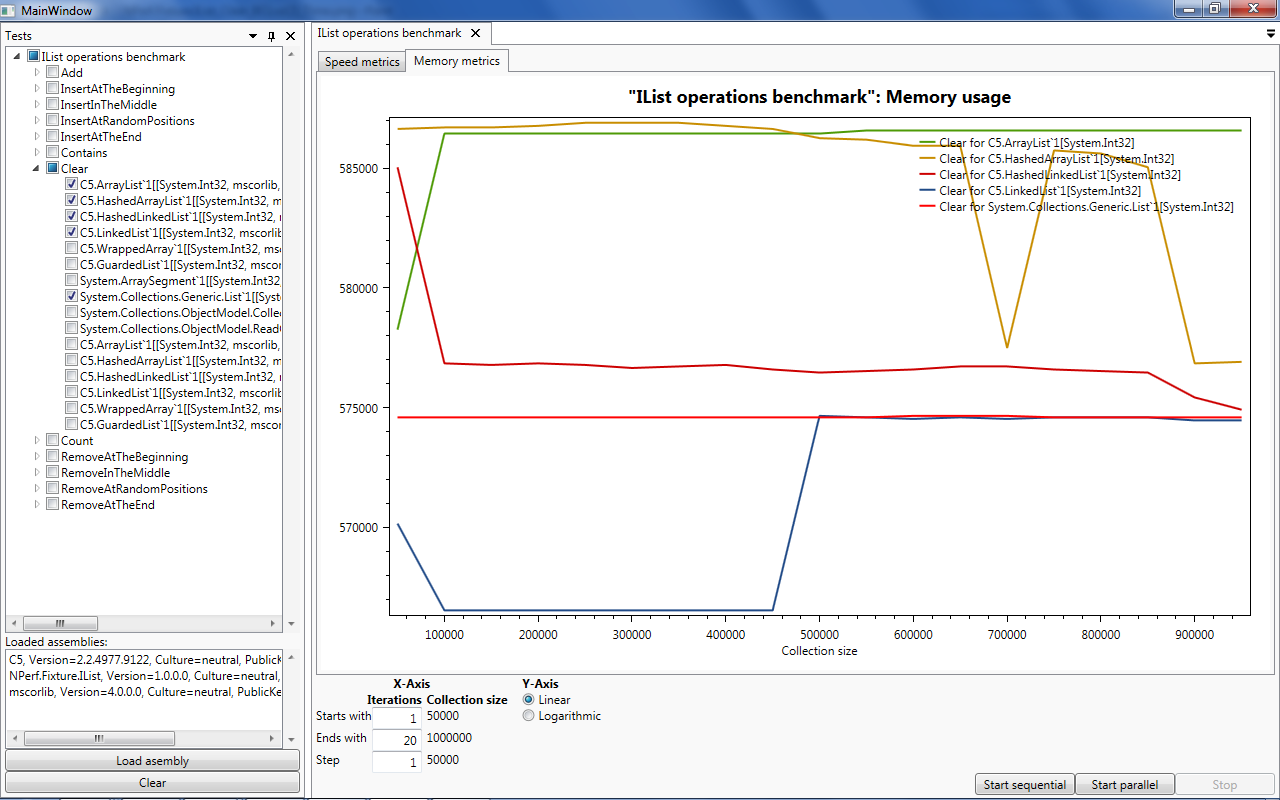 MainWindow
Tests
IList operations benchmark
Add
InsertAtTheBeginning
InsertInTheMiddle
InsertAtRandomPositions
InsertAtTheEnd
Contains
Clear
C5.ArrayList`1[[System.Int32, mscorlib,
C5.HashedArrayList`1[[System.Int32, m
C5.HashedLinkedList`1[[System.Int32, m
C5.LinkedList`1[[System.Int32, mscorlib
C5.WrappedArray`1[[System.Int32, msc
C5.GuardedList`1[[System.Int32, mscor
System.ArraySegment`1[[System.Int32,
System.Collections.Generic.List`1[[Syst
System.Collections.ObjectModel.Collec
System.Collections.ObjectModel.Read
C5.ArrayList`1[[System.Int32, mscorlib,
C5.HashedArrayList`1[[System.Int32, m
C5.HashedLinkedList`1[[System.Int32, m
C5.LinkedList`1[[System.Int32, mscorlib
C5.WrappedArray`1[[System.Int32, msc
C5.GuardedList`1[[System.Int32, mscor
Count
RemoveAtTheBeginning
RemoveInTheMiddle
RemoveAtRandomPositions
RemoveAtTheEnd
Loaded assemblies:
C5, Version=2.2.4977.9122, Culture=neutral, PublicK
NPerf.Fixture.IList, Version=1.0.0.0, Culture=neutral,
mscorlib, Version=4.0.0.0, Culture=neutral, PublicKe
Load asembly
Clear
IList operations benchmark
Speed metrics
Memory metrics
"IList operations benchmark": Memory usage
Clear for C5.ArrayList`1[System.Int32]
Clear for C5.HashedArrayList`1[System.Int32]
Clear for C5.HashedLinkedList`1[System.Int32]
Clear for C5.LinkedList`1[System.Int32]
Clear for System.Collections.Generic.List`1[System.Int32]
585000
580000
575000
570000
100000
200000
300000
400000
500000
600000
700000
800000
900000
Collection size
X-Axis
Iterations Collection size
Starts with 1 50000
Ends with 20 1000000
Step 1 50000
Y-Axis
Linear
Logarithmic
Start sequential
Start parallel
Stop